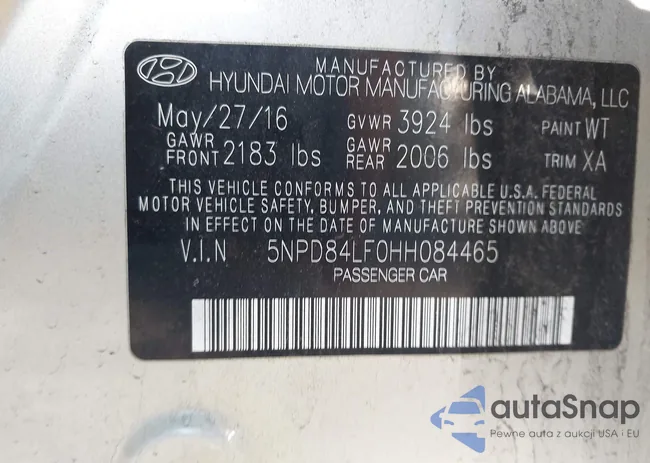 MANUFACTURED BY
HYUNDAI MOTOR MANUFACTURING ALABAMA, LLC
May/27/16 GVWR 3924 lbs PAINT WT
GAWR FRONT 2183 lbs GAWR REAR 2006 lbs TRIM XA
THIS VEHICLE CONFORMS TO ALL APPLICABLE U.S.A. FEDERAL
MOTOR VEHICLE SAFETY, BUMPER, AND THEFT PREVENTION STANDARDS
IN EFFECT ON THE DATE OF MANUFACTURE SHOWN ABOVE.
V.I.N 5NPD84LF0HH084465
PASSENGER CAR
autaSnap
Pewne auta z aukcji USA i EU